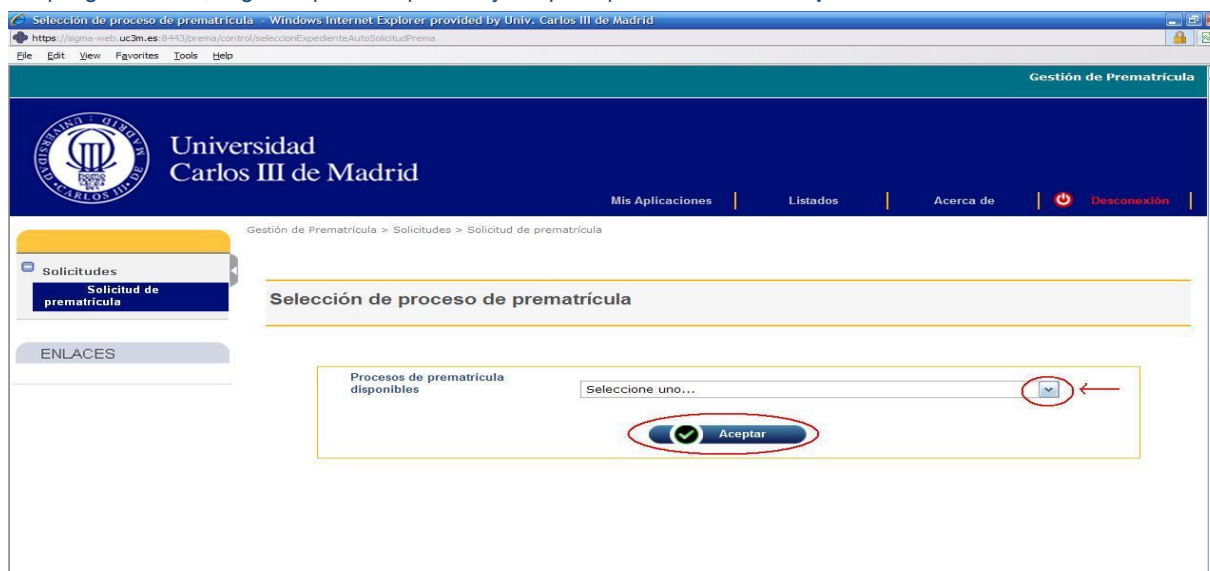 Selección de proceso de prematrícula - Windows Internet Explorer provided by Univ. Carlos III de Madrid
https://sigma-web.uc3m.es:8443/prema/control/seleccionExpedienteAutoSolicitudPrema
File Edit View Favorites Tools Help
Gestión de Prematrícula
Universidad
Carlos III de Madrid
Mis Aplicaciones | Listados | Acerca de | Desconexión |
Gestión de Prematrícula > Solicitudes > Solicitud de prematrícula
Solicitudes
Solicitud de
prematrícula
Selección de proceso de prematrícula
ENLACES
Procesos de prematrícula
disponibles
Seleccione uno...
Aceptar